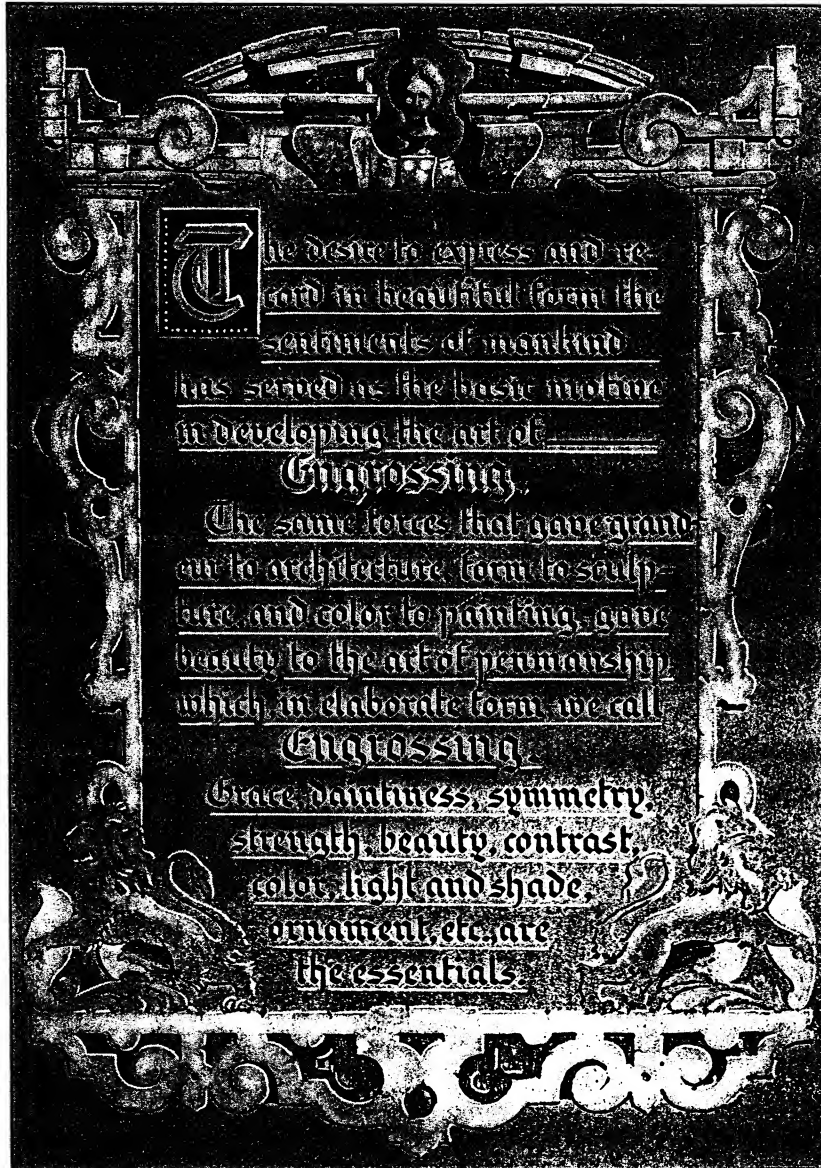 The desire to express and re-
cord in beautiful form the
sentiments of mankind
has served as the basic motive
in developing the art of
Engrossing.
The same forces that gave grand-
eur to architecture, form to sculp-
ture, and color to painting, gave
beauty to the art of penmanship
which, in elaborate form, we call
Engrossing
Grace, daintiness, symmetry,
strength, beauty, contrast,
color, light and shade,
ornament, etc., are
the essentials.